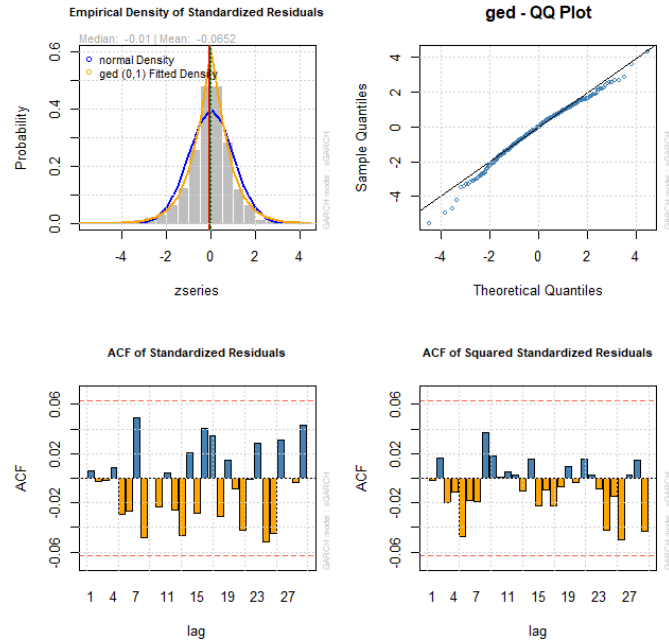 Empirical Density of Standardized Residuals
Median: -0.01 | Mean: -0.0652
normal Density
ged (0,1) Fitted Density
Probability
0.0 0.2 0.4 0.6
-4 -2 0 2 4
zseries
GARCH model : sGARCH
ged - QQ Plot
Sample Quantiles
-4 -2 0 2 4
-4 -2 0 2 4
Theoretical Quantiles
GARCH model : sGARCH
ACF of Standardized Residuals
ACF
-0.06 -0.02 0.02 0.06
1 4 7 11 15 19 23 27
lag
GARCH model : sGARCH
ACF of Squared Standardized Residuals
ACF
-0.06 -0.02 0.02 0.06
1 4 7 11 15 19 23 27
lag
GARCH model : sGARCH